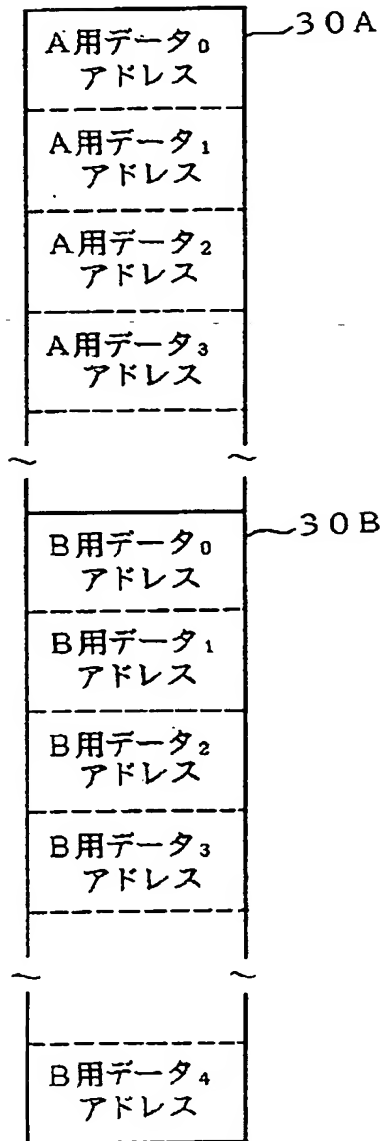 A用データ₀ 30A
アドレス
A用データ₁
アドレス
A用データ₂
アドレス
A用データ₃
アドレス
B用データ₀ 30B
アドレス
B用データ₁
アドレス
B用データ₂
アドレス
B用データ₃
アドレス
B用データ₄
アドレス